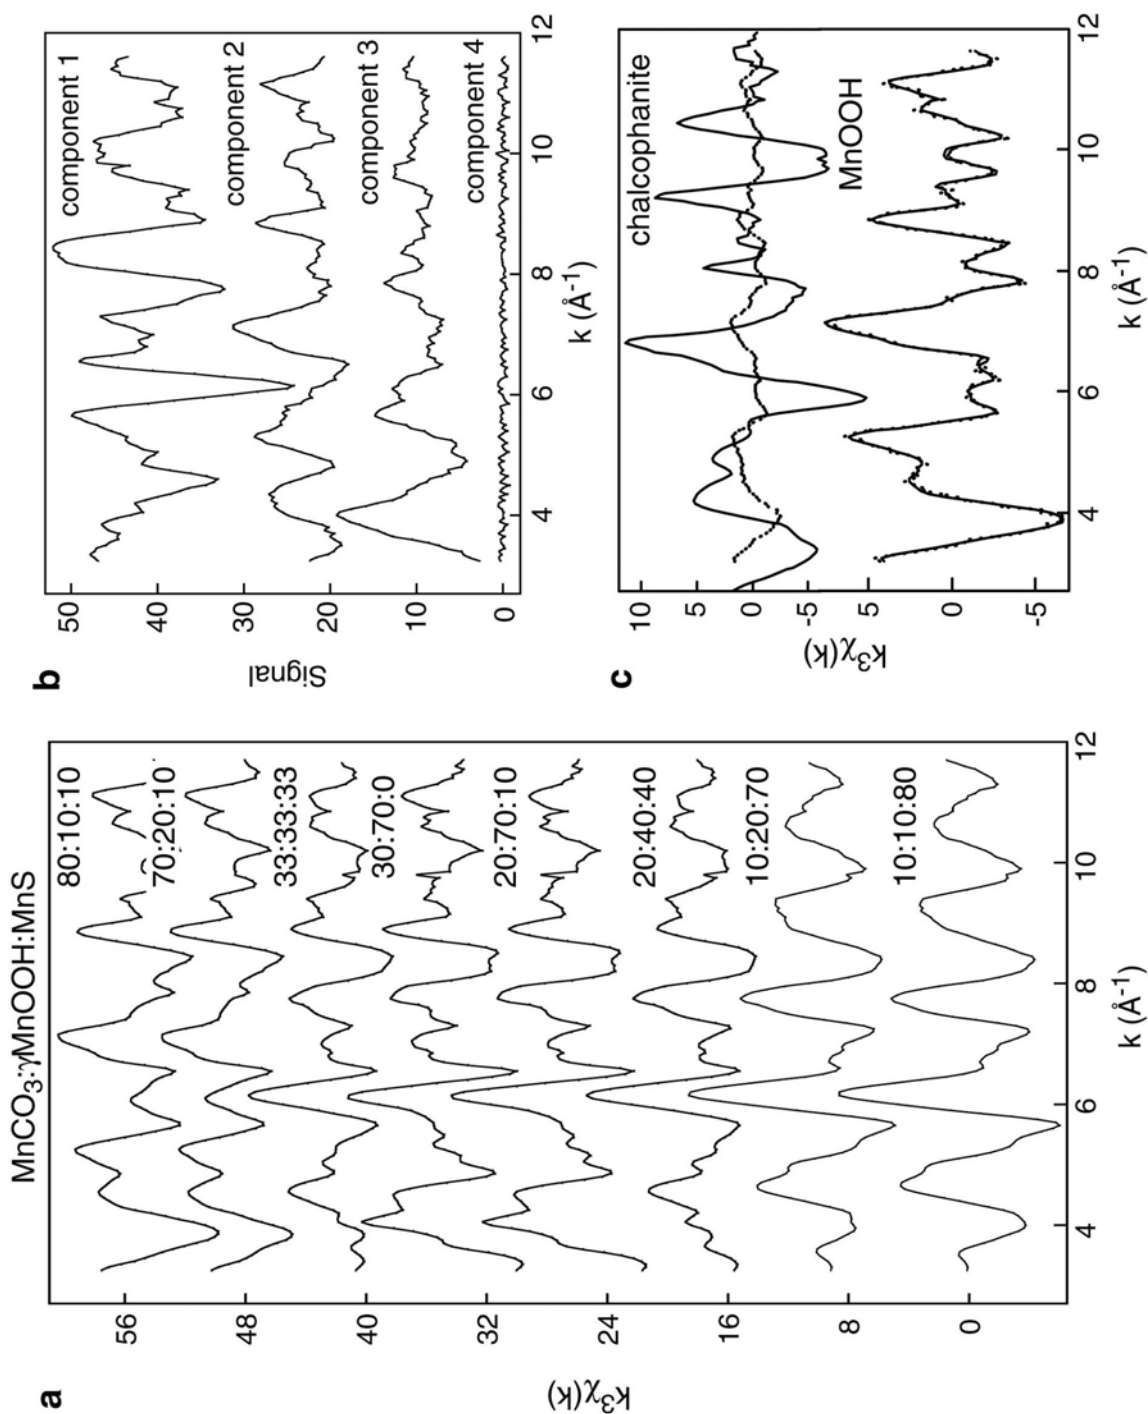 a
MnCO3:γMnOOH:MnS
k3χ(k)
56
48
40
32
24
16
8
0
80:10:10
70:20:10
33:33:33
30:70:0
20:70:10
20:40:40
10:20:70
10:10:80
4
6
8
10
12
k (Å-1)
b
Signal
50
40
30
20
10
0
component 1
component 2
component 3
component 4
4
6
8
10
12
k (Å-1)
c
k3χ(k)
10
5
0
-5
5
0
-5
chalcophanite
MnOOH
4
6
8
10
12
k (Å-1)